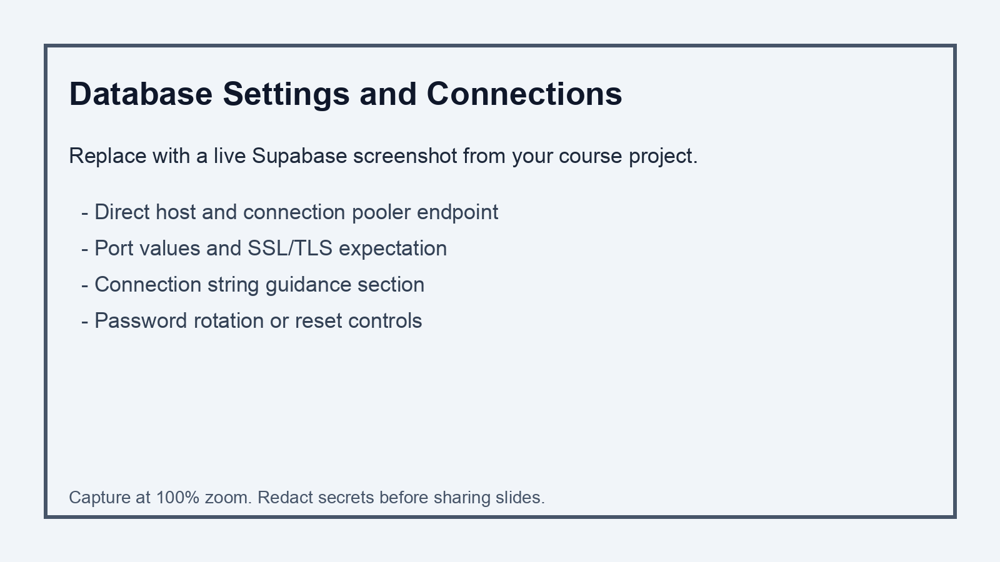 Database Settings and Connections
Replace with a live Supabase screenshot from your course project.
- Direct host and connection pooler endpoint
- Port values and SSL/TLS expectation
- Connection string guidance section
- Password rotation or reset controls
Capture at 100% zoom. Redact secrets before sharing slides.